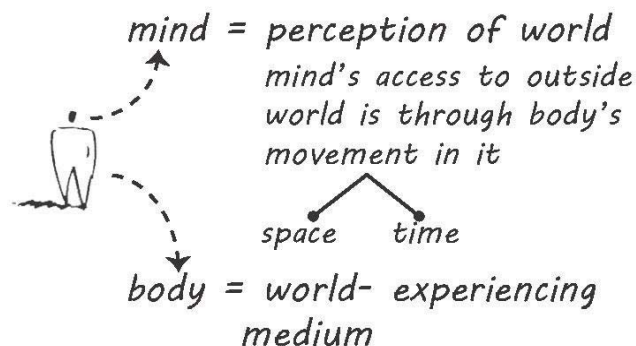 mind = perception of world
mind's access to outside
world is through body's
movement in it
space time
body = world- experiencing
medium